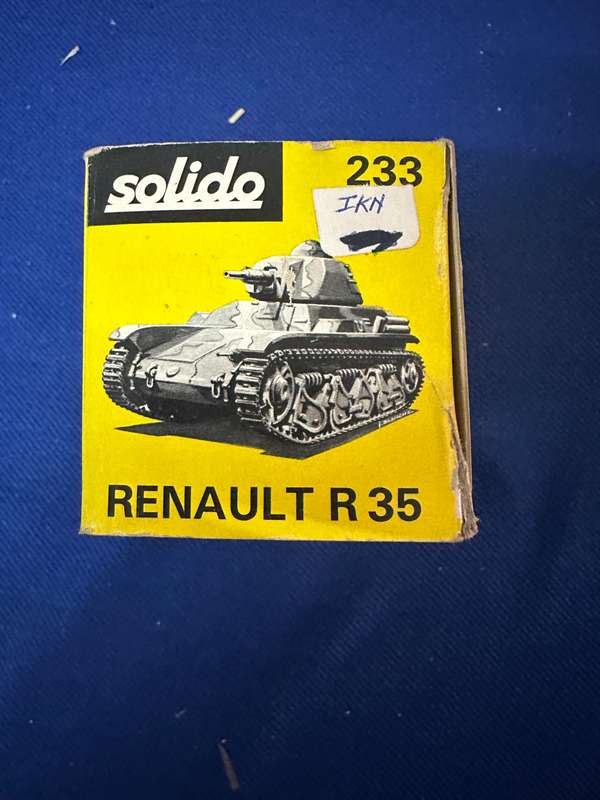 solido
233
IKN
RENAULT R 35